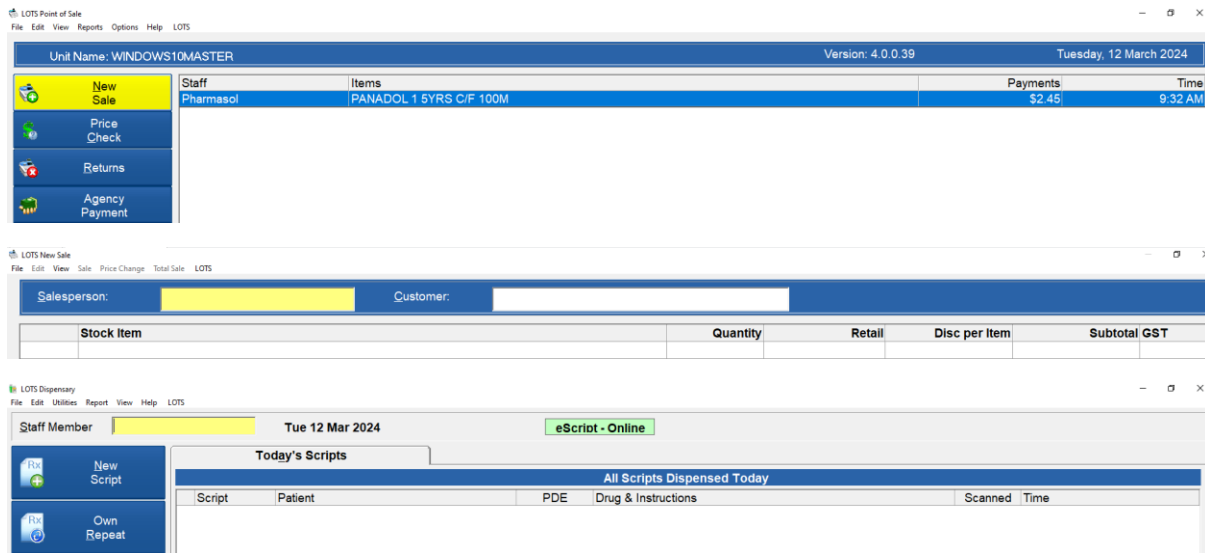 LOTS Point of Sale
File Edit View Reports Options Help LOTS
Unit Name: WINDOWS10MASTER Version: 4.0.0.39 Tuesday, 12 March 2024
New Sale
Staff Items Payments Time
Pharmasol PANADOL 1 5YRS C/F 100M $2.45 9:32 AM
Price Check
Returns
Agency Payment
LOTS New Sale
File Edit View Sale Price Change Total Sale LOTS
Salesperson: Customer:
Stock Item Quantity Retail Disc per Item Subtotal GST
LOTS Dispensary
File Edit Utilities Report View Help LOTS
Staff Member Tue 12 Mar 2024 eScript - Online
New Script
Own Repeat
Today's Scripts
All Scripts Dispensed Today
Script Patient PDE Drug & Instructions Scanned Time
Rx
Rx